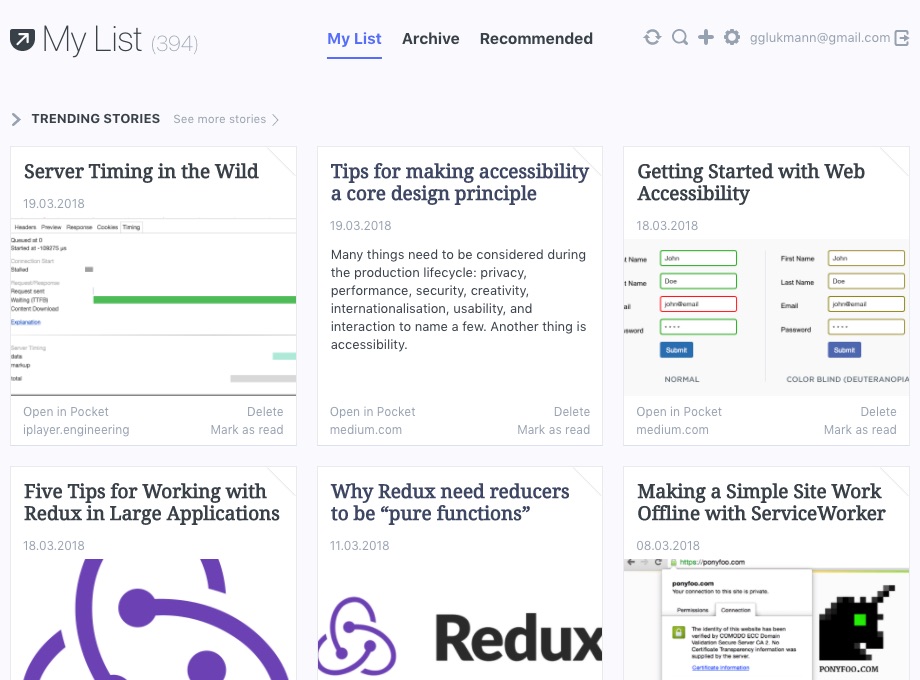 My List (394)
My List Archive Recommended
gglukmann@gmail.com
TRENDING STORIES See more stories
Server Timing in the Wild
19.03.2018
Headers Preview Response Cookies Timing
Queued at 0
Started at -109275 µs
Connection Start
Stalled
Request/Response
Request sent
Waiting (TTFB)
Content Download
Explanation
Server Timing
data
markup
total
Open in Pocket Delete
iplayer.engineering Mark as read
Tips for making accessibility
a core design principle
19.03.2018
Many things need to be considered during
the production lifecycle: privacy,
performance, security, creativity,
internationalisation, usability, and
interaction to name a few. Another thing is
accessibility.
Open in Pocket Delete
medium.com Mark as read
Getting Started with Web
Accessibility
18.03.2018
t Name John First Name John
t Name Doe Last Name Doe
ail john@email Email john@email
ssword Password
Submit Submit
NORMAL COLOR BLIND (DEUTERANOPIA
Open in Pocket Delete
medium.com Mark as read
Five Tips for Working with
Redux in Large Applications
18.03.2018
Why Redux need reducers
to be “pure functions”
11.03.2018
Redux
Making a Simple Site Work
Offline with ServiceWorker
08.03.2018
https://ponyfoo.com
ponyfoo.com
Your connection to this site is private.
Permissions Connection
The identity of this website has been
verified by COMODO ECC Domain
Validation Secure Server CA 2. No
Certificate Transparency information was
supplied by the server.
Certificate information
PONYFOO.COM